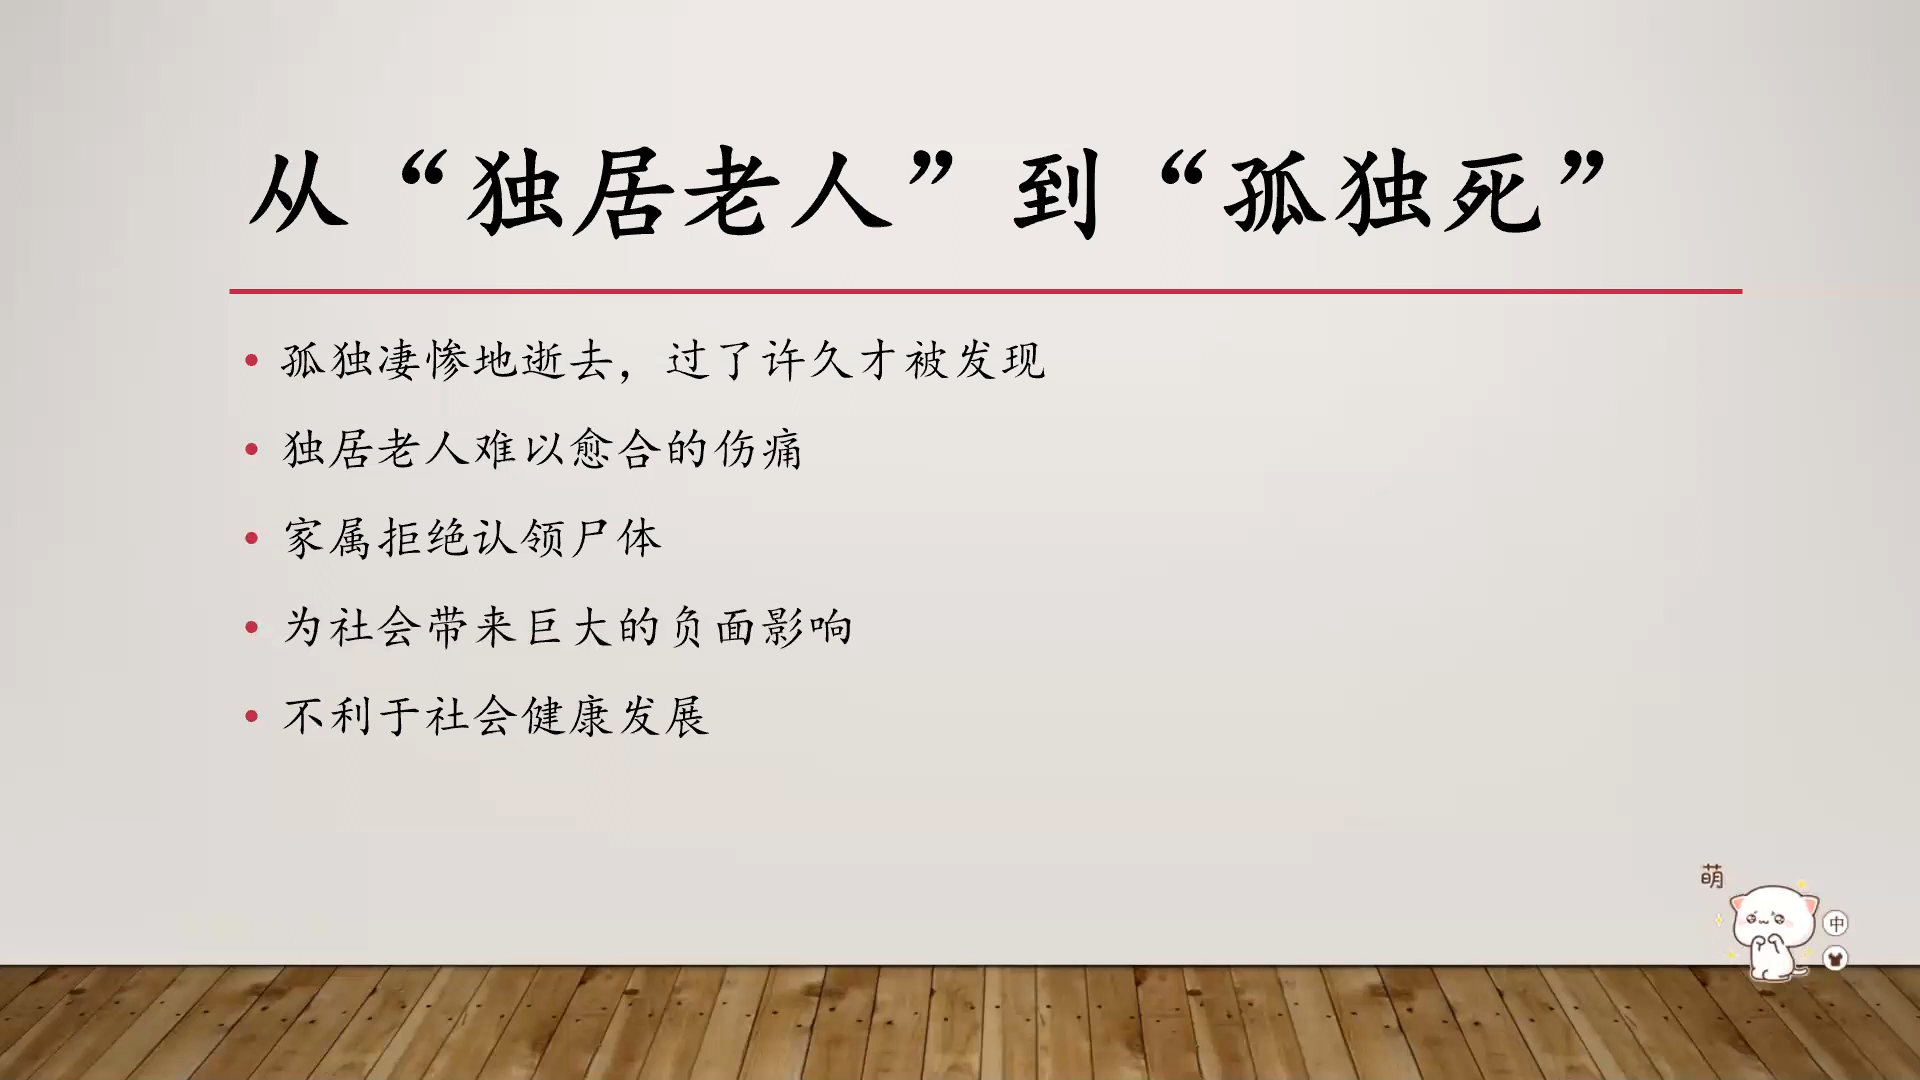 从“独居老人”到“孤独死”
• 孤独凄惨地逝去，过了许久才被发现
• 独居老人难以愈合的伤痛
• 家属拒绝认领尸体
• 为社会带来巨大的负面影响
• 不利于社会健康发展
萌
中